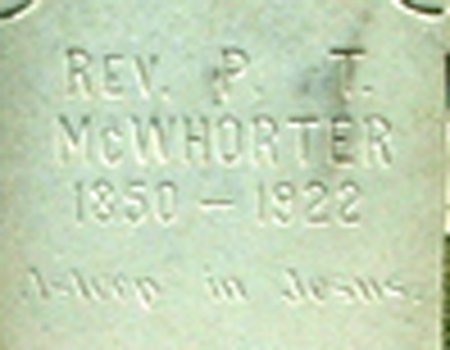 REV. P. T.
McWHORTER
1850 – 1922
Asleep in Jesus.